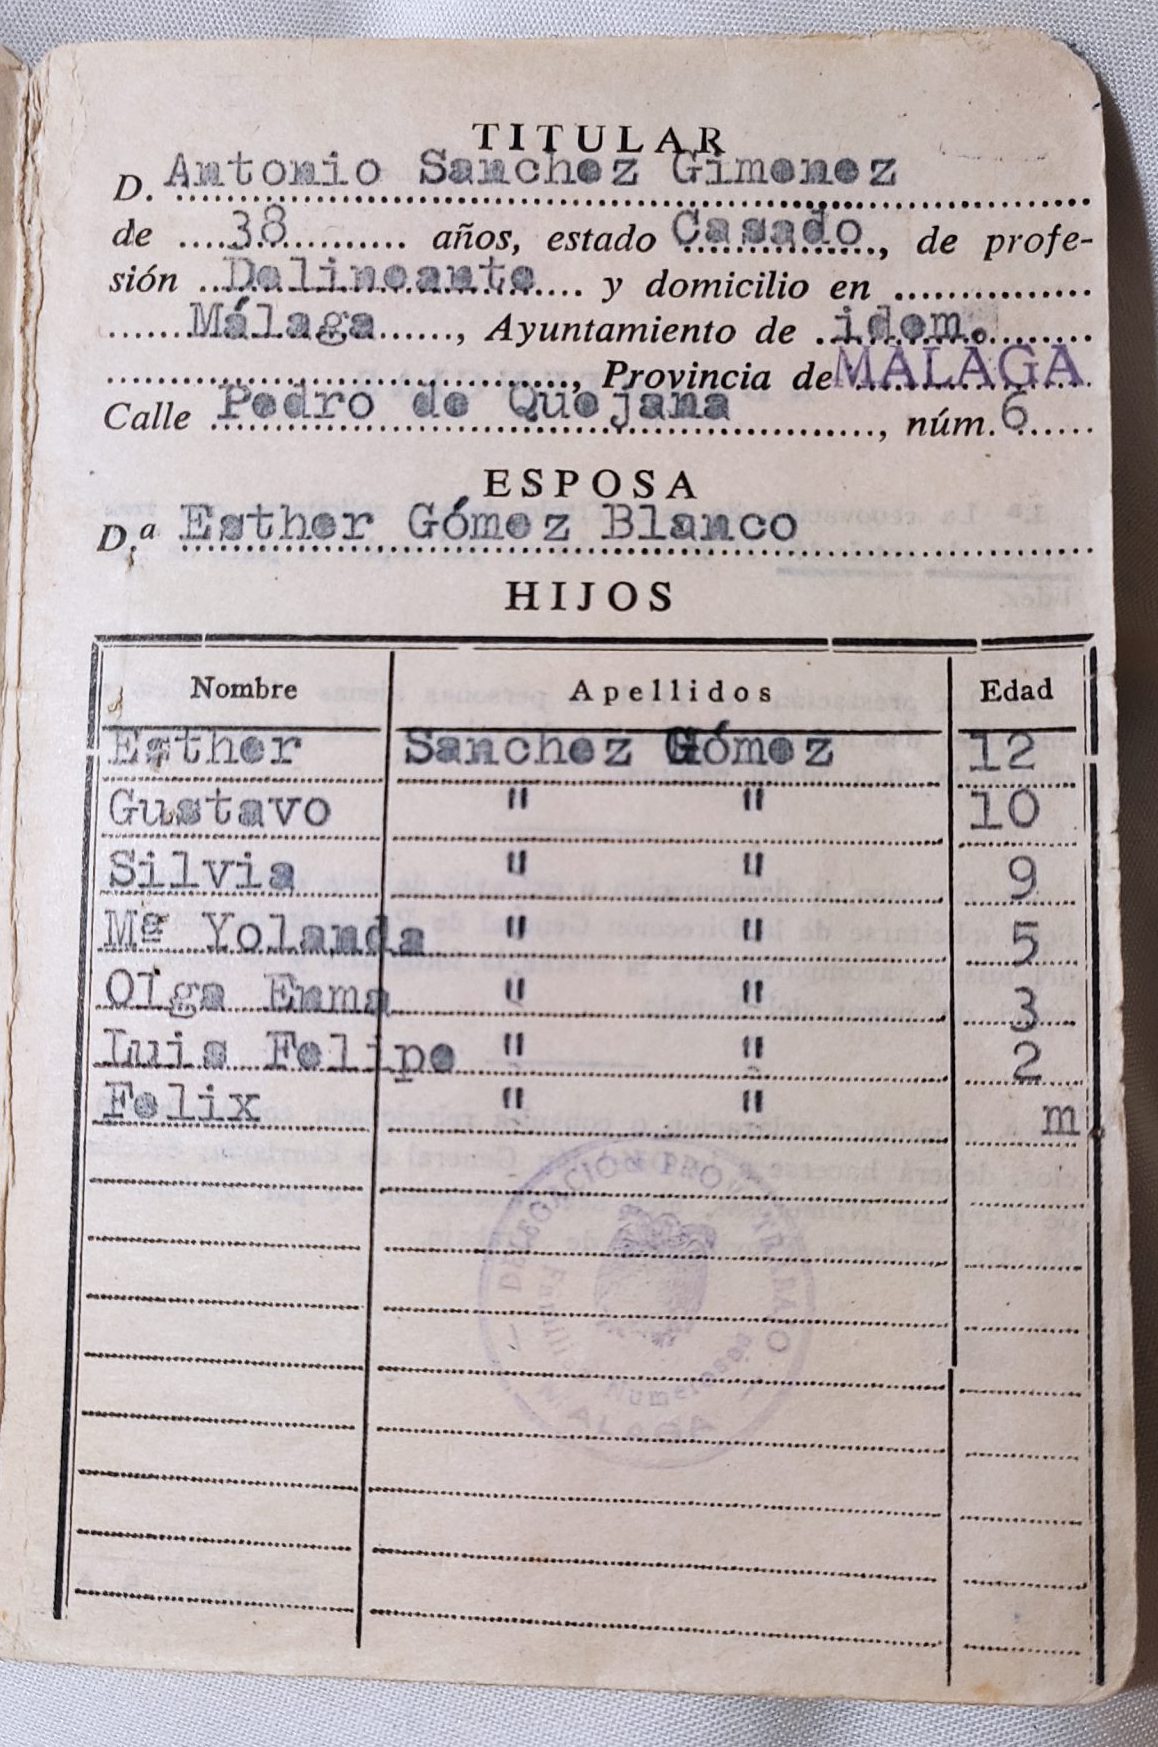 TITULAR
D. Antonio Sanchez Gimenez
de 38 años, estado Casado, de profe-
sión Delineante y domicilio en
Málaga, Ayuntamiento de idem.
, Provincia de MALAGA
Calle Pedro de Quejana, núm. 6
ESPOSA
D.ª Esther Gómez Blanco
HIJOS
Nombre Apellidos Edad
Esther Sanchez Gómez 12
Gustavo " " 10
Silvia " " 9
Mª Yolanda " " 5
Olga Emma " " 3
Luis Felipe " " 2
Felix " " m.
DELEGACION
Familias Numerosas
MALAGA